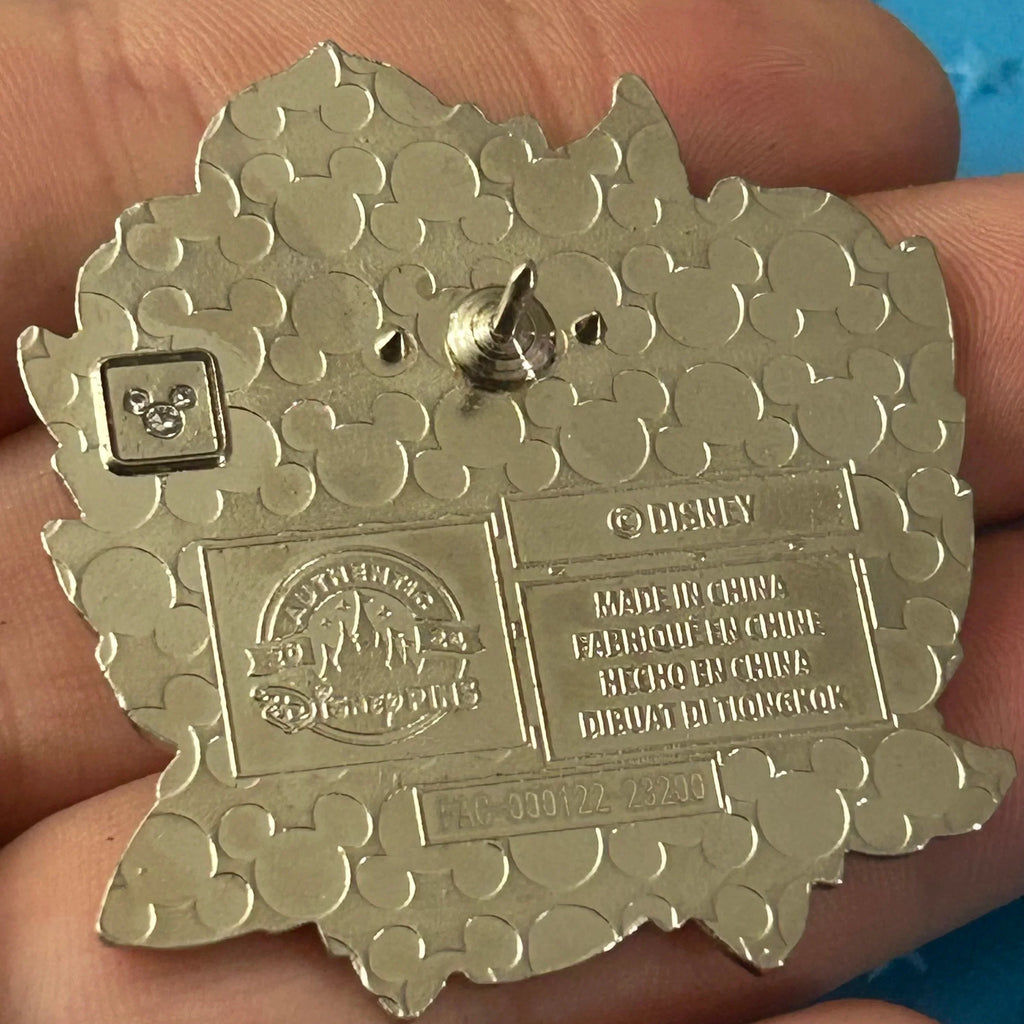 © DISNEY
AUTHENTIC
20 23
DISNEY PINS
MADE IN CHINA
FABRIQUÉ EN CHINE
HECHO EN CHINA
DIBUAT DI TIONGKOK
FAC-000122-23200